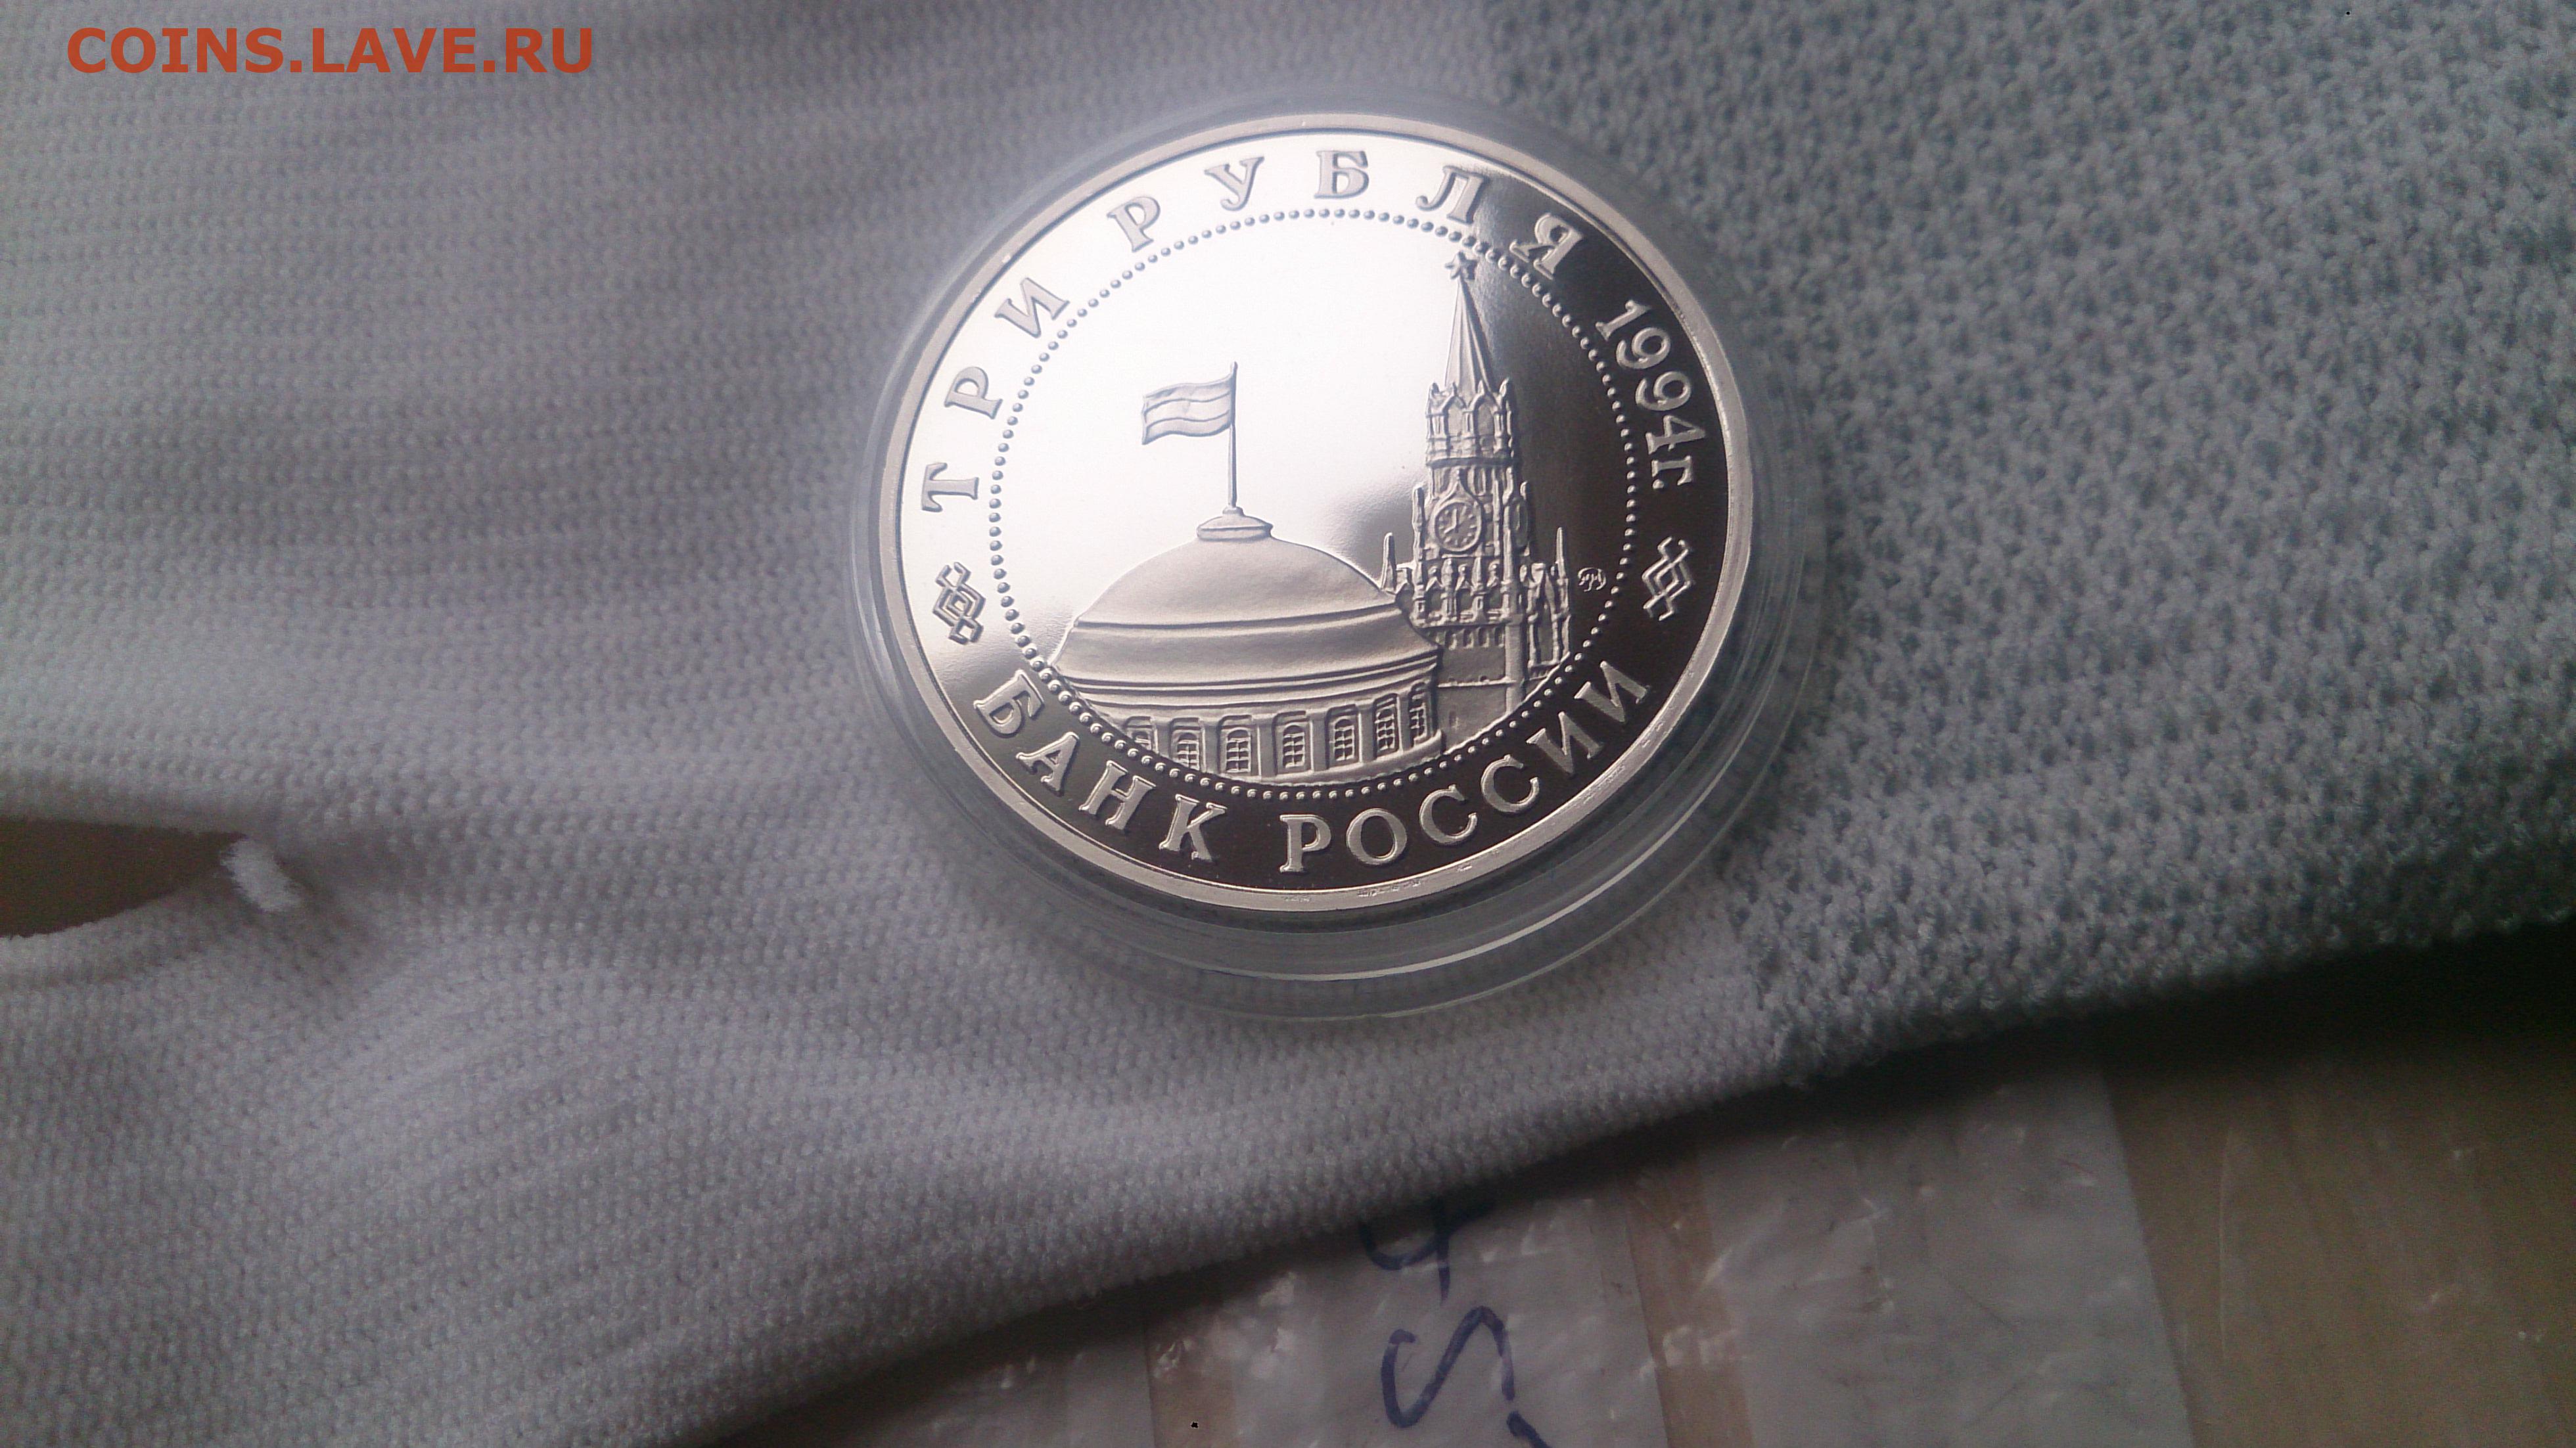 COINS.LAVE.RU
ТРИ РУБЛЯ 1994г.
БАНК РОССИИ